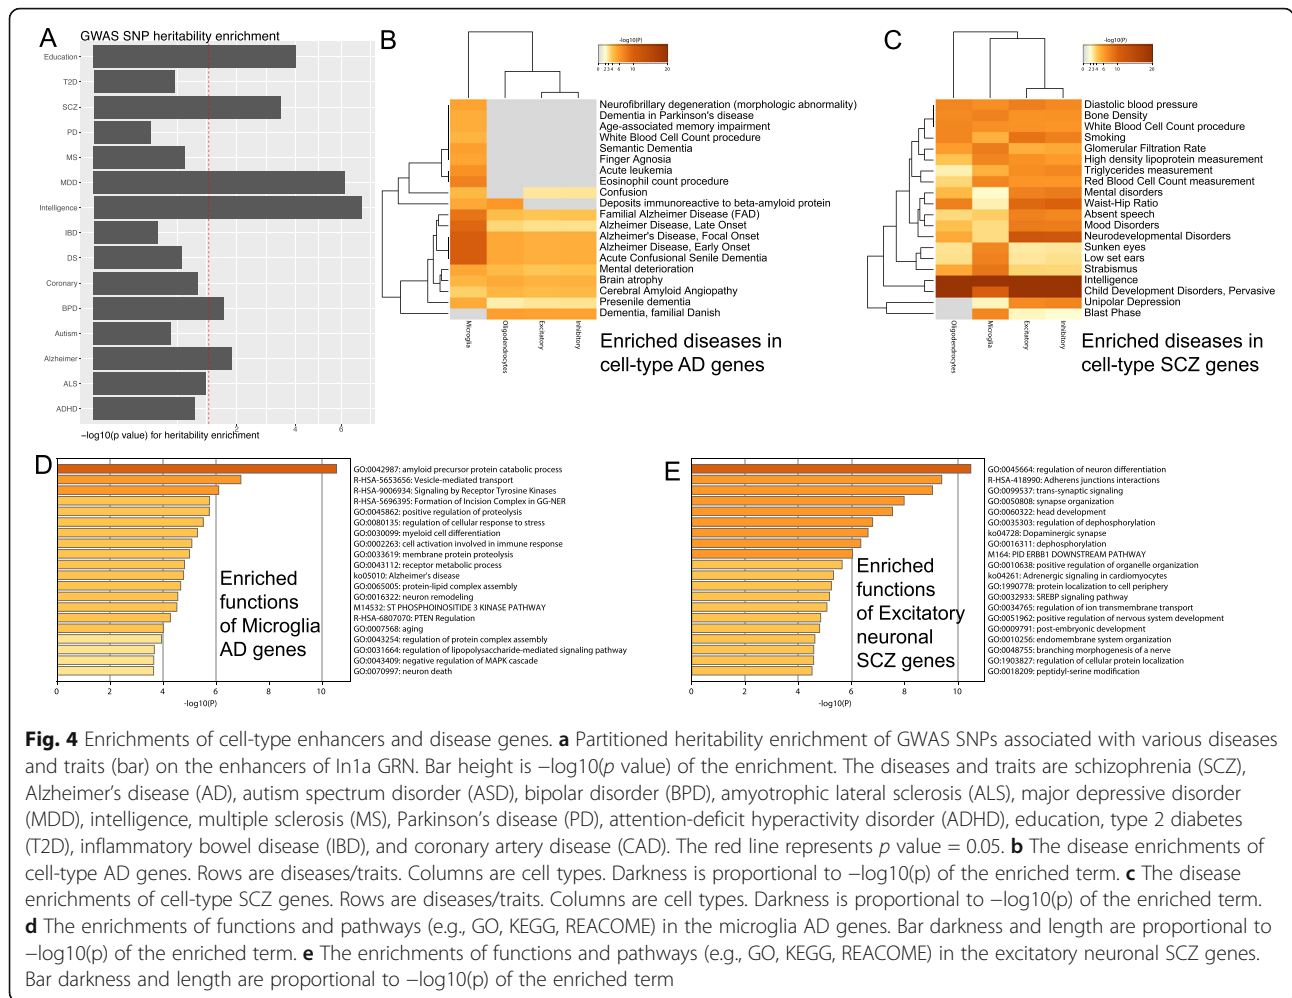 A
GWAS SNP heritability enrichment
Education
T2D
SCZ
PD
MS
MDD
Intelligence
IBD
DS
Coronary
BPD
Autism
Alzheimer
ALS
ADHD
2
4
6
−log10(p value) for heritability enrichment
B
-log10(P)
0 2 3 4 6 10 20
Neurofibrillary degeneration (morphologic abnormality)
Dementia in Parkinson's disease
Age-associated memory impairment
White Blood Cell Count procedure
Semantic Dementia
Finger Agnosia
Acute leukemia
Eosinophil count procedure
Confusion
Deposits immunoreactive to beta-amyloid protein
Familial Alzheimer Disease (FAD)
Alzheimer Disease, Late Onset
Alzheimer's Disease, Focal Onset
Alzheimer Disease, Early Onset
Acute Confusional Senile Dementia
Mental deterioration
Brain atrophy
Cerebral Amyloid Angiopathy
Presenile dementia
Dementia, familial Danish
Microglia
Oligodendrocytes
Excitatory
Inhibitory
Enriched diseases in
cell-type AD genes
C
-log10(P)
0 2 3 4 6 10 20
Diastolic blood pressure
Bone Density
White Blood Cell Count procedure
Smoking
Glomerular Filtration Rate
High density lipoprotein measurement
Triglycerides measurement
Red Blood Cell Count measurement
Mental disorders
Waist-Hip Ratio
Absent speech
Mood Disorders
Neurodevelopmental Disorders
Sunken eyes
Low set ears
Strabismus
Intelligence
Child Development Disorders, Pervasive
Unipolar Depression
Blast Phase
Oligodendrocytes
Microglia
Excitatory
Inhibitory
Enriched diseases in
cell-type SCZ genes
D
GO:0042987: amyloid precursor protein catabolic process
R-HSA-5653656: Vesicle-mediated transport
R-HSA-9006934: Signaling by Receptor Tyrosine Kinases
R-HSA-5696395: Formation of Incision Complex in GG-NER
GO:0045862: positive regulation of proteolysis
GO:0080135: regulation of cellular response to stress
GO:0030099: myeloid cell differentiation
GO:0002263: cell activation involved in immune response
GO:0033619: membrane protein proteolysis
GO:0043112: receptor metabolic process
ko05010: Alzheimer's disease
GO:0065005: protein-lipid complex assembly
GO:0016322: neuron remodeling
M14532: ST PHOSPHOINOSITIDE 3 KINASE PATHWAY
R-HSA-6807070: PTEN Regulation
GO:0007568: aging
GO:0043254: regulation of protein complex assembly
GO:0031664: regulation of lipopolysaccharide-mediated signaling pathway
GO:0043409: negative regulation of MAPK cascade
GO:0070997: neuron death
Enriched
functions
of Microglia
AD genes
0 2 4 6 8 10
-log10(P)
E
GO:0045664: regulation of neuron differentiation
R-HSA-418990: Adherens junctions interactions
GO:0099537: trans-synaptic signaling
GO:0050808: synapse organization
GO:0060322: head development
GO:0035303: regulation of dephosphorylation
ko04728: Dopaminergic synapse
GO:0016311: dephosphorylation
M164: PID ERBB1 DOWNSTREAM PATHWAY
GO:0010638: positive regulation of organelle organization
ko04261: Adrenergic signaling in cardiomyocytes
GO:1990778: protein localization to cell periphery
GO:0032933: SREBP signaling pathway
GO:0034765: regulation of ion transmembrane transport
GO:0051962: positive regulation of nervous system development
GO:0009791: post-embryonic development
GO:0010256: endomembrane system organization
GO:0048755: branching morphogenesis of a nerve
GO:1903827: regulation of cellular protein localization
GO:0018209: peptidyl-serine modification
Enriched
functions
of Excitatory
neuronal
SCZ genes
0 2 4 6 8 10
-log10(P)
Fig. 4 Enrichments of cell-type enhancers and disease genes. a Partitioned heritability enrichment of GWAS SNPs associated with various diseases
and traits (bar) on the enhancers of In1a GRN. Bar height is −log10(p value) of the enrichment. The diseases and traits are schizophrenia (SCZ),
Alzheimer's disease (AD), autism spectrum disorder (ASD), bipolar disorder (BPD), amyotrophic lateral sclerosis (ALS), major depressive disorder
(MDD), intelligence, multiple sclerosis (MS), Parkinson's disease (PD), attention-deficit hyperactivity disorder (ADHD), education, type 2 diabetes
(T2D), inflammatory bowel disease (IBD), and coronary artery disease (CAD). The red line represents p value = 0.05. b The disease enrichments of
cell-type AD genes. Rows are diseases/traits. Columns are cell types. Darkness is proportional to −log10(p) of the enriched term. c The disease
enrichments of cell-type SCZ genes. Rows are diseases/traits. Columns are cell types. Darkness is proportional to −log10(p) of the enriched term.
d The enrichments of functions and pathways (e.g., GO, KEGG, REACOME) in the microglia AD genes. Bar darkness and length are proportional to
−log10(p) of the enriched term. e The enrichments of functions and pathways (e.g., GO, KEGG, REACOME) in the excitatory neuronal SCZ genes.
Bar darkness and length are proportional to −log10(p) of the enriched term